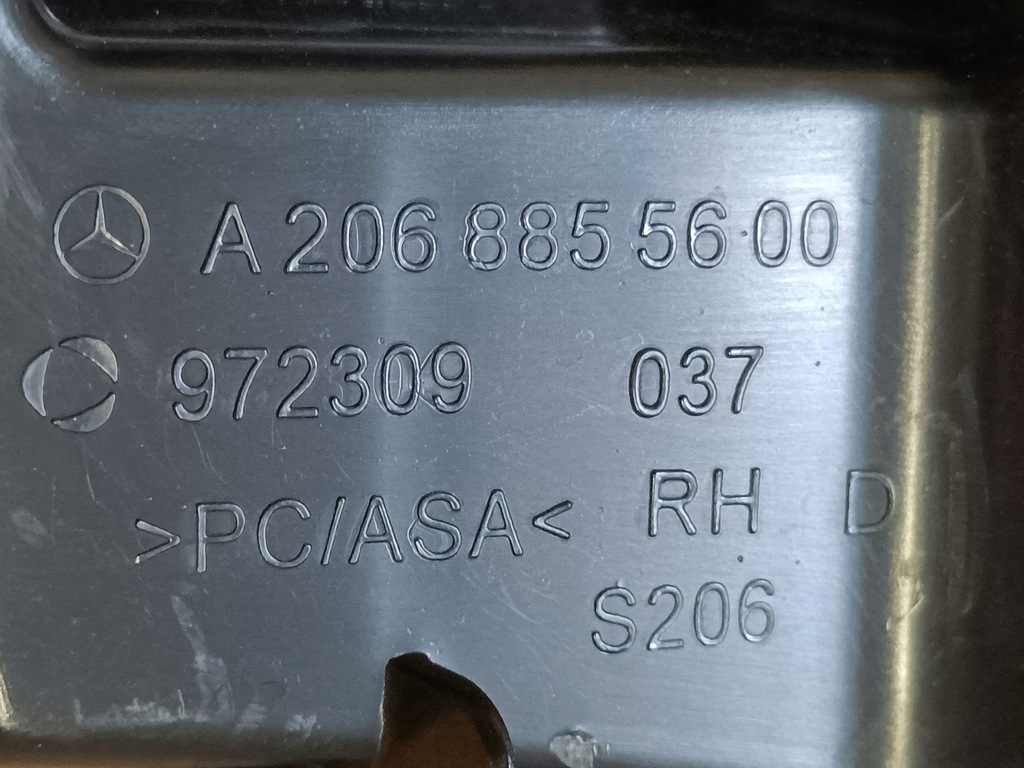 A 206 885 56 00
972309 037
>PC/ASA< RH D
S206